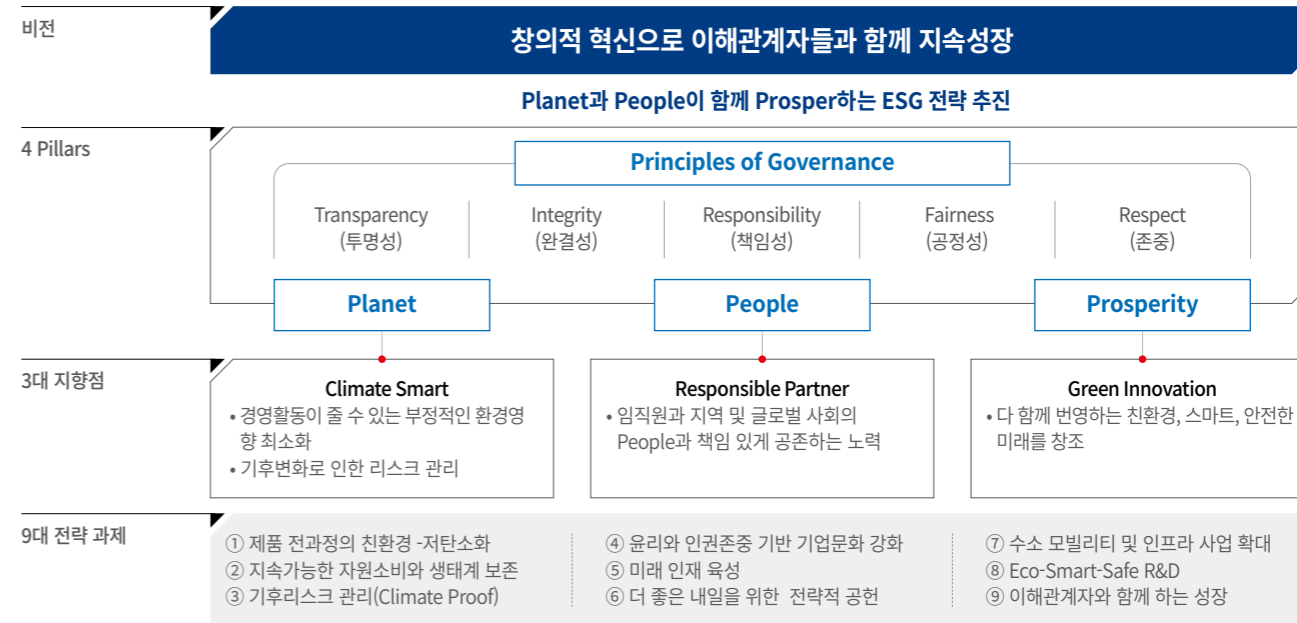 비전
창의적 혁신으로 이해관계자들과 함께 지속성장
Planet과 People이 함께 Prosper하는 ESG 전략 추진
4 Pillars
Principles of Governance
Transparency
(투명성)
Integrity
(완결성)
Responsibility
(책임성)
Fairness
(공정성)
Respect
(존중)
Planet
People
Prosperity
3대 지향점
Climate Smart
• 경영활동이 줄 수 있는 부정적인 환경영
향 최소화
• 기후변화로 인한 리스크 관리
Responsible Partner
• 임직원과 지역 및 글로벌 사회의
People과 책임 있게 공존하는 노력
Green Innovation
• 다 함께 번영하는 친환경, 스마트, 안전한
미래를 창조
9대 전략 과제
① 제품 전과정의 친환경 -저탄소화
② 지속가능한 자원소비와 생태계 보존
③ 기후리스크 관리(Climate Proof)
④ 윤리와 인권존중 기반 기업문화 강화
⑤ 미래 인재 육성
⑥ 더 좋은 내일을 위한 전략적 공헌
⑦ 수소 모빌리티 및 인프라 사업 확대
⑧ Eco-Smart-Safe R&D
⑨ 이해관계자와 함께 하는 성장